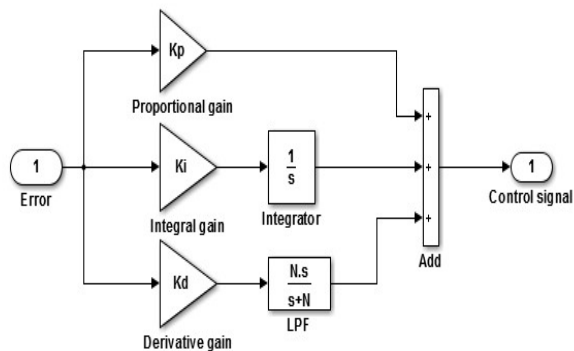 Kp
Proportional gain
1
Error
Ki
Integral gain
1
s
Integrator
Kd
Derivative gain
N.s
s+N
LPF
+
+
+
Add
1
Control signal